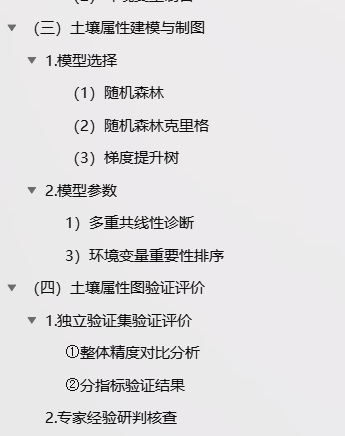 （三）土壤属性建模与制图
1.模型选择
（1）随机森林
（2）随机森林克里格
（3）梯度提升树
2.模型参数
1）多重共线性诊断
3）环境变量重要性排序
（四）土壤属性图验证评价
1.独立验证集验证评价
①整体精度对比分析
②分指标验证结果
2.专家经验研判核查